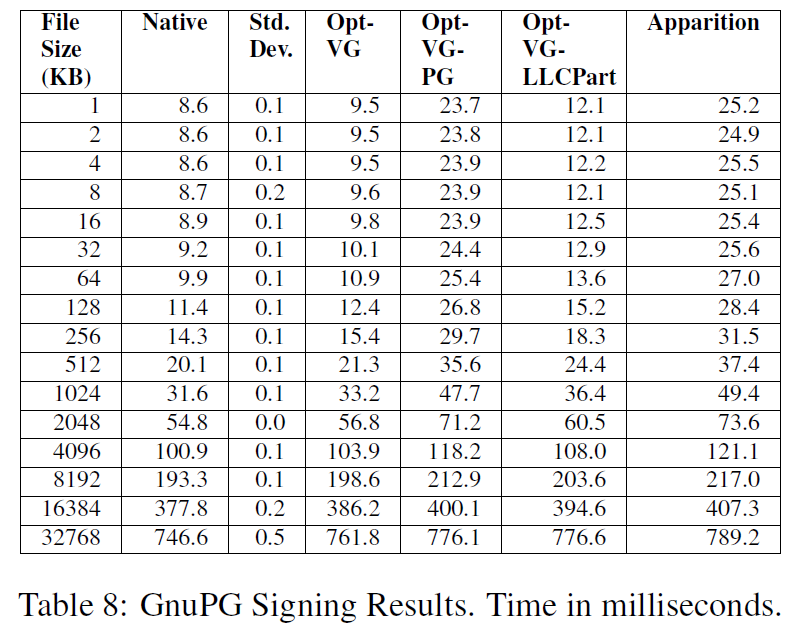 File Size (KB) Native Std. Dev. Opt-VG Opt-VG-PG Opt-VG-LLCPart Apparition
1 8.6 0.1 9.5 23.7 12.1 25.2
2 8.6 0.1 9.5 23.8 12.1 24.9
4 8.6 0.1 9.5 23.9 12.2 25.5
8 8.7 0.2 9.6 23.9 12.1 25.1
16 8.9 0.1 9.8 23.9 12.5 25.4
32 9.2 0.1 10.1 24.4 12.9 25.6
64 9.9 0.1 10.9 25.4 13.6 27.0
128 11.4 0.1 12.4 26.8 15.2 28.4
256 14.3 0.1 15.4 29.7 18.3 31.5
512 20.1 0.1 21.3 35.6 24.4 37.4
1024 31.6 0.1 33.2 47.7 36.4 49.4
2048 54.8 0.0 56.8 71.2 60.5 73.6
4096 100.9 0.1 103.9 118.2 108.0 121.1
8192 193.3 0.1 198.6 212.9 203.6 217.0
16384 377.8 0.2 386.2 400.1 394.6 407.3
32768 746.6 0.5 761.8 776.1 776.6 789.2
Table 8: GnuPG Signing Results. Time in milliseconds.